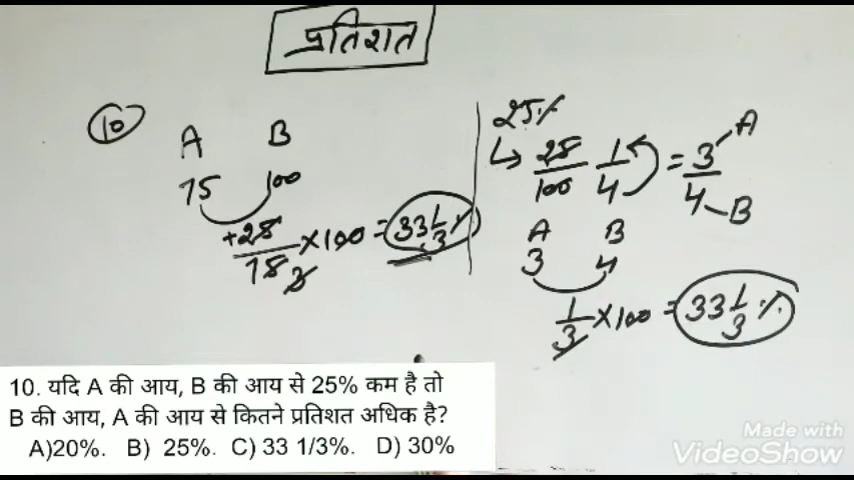 प्रतिशत
10
A B
75 100
+25/75 3 × 100 = 33 1/3 %
25%
↳ 25/100 1/4 = 3/4 A B
A B
3 4
1/3 × 100 = 33 1/3 %
10. यदि A की आय, B की आय से 25% कम है तो
B की आय, A की आय से कितने प्रतिशत अधिक है?
A)20%. B) 25%. C) 33 1/3%. D) 30%
Made with
VideoShow